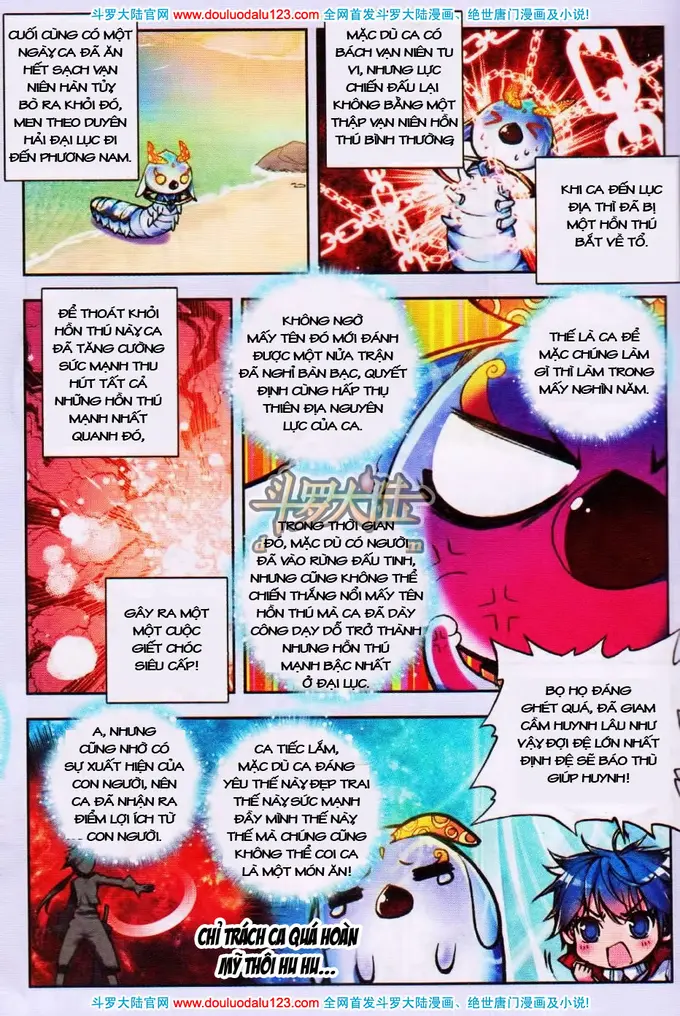 斗罗大陆官网 www.douluodalu123.com 全网首发斗罗大陆漫画、绝世唐门漫画及小说!
CUỐI CÙNG CÓ MỘT
NGÀY, CA ĐÃ ĂN
HẾT SẠCH VẠN
NIÊN HÀN TỦY,
BÒ RA KHỎI ĐÓ,
MEN THEO DUYÊN
HẢI ĐẠI LỤC ĐI
ĐẾN PHƯƠNG NAM.
MẶC DÙ CA CÓ
BÁCH VẠN NIÊN TU
VI, NHƯNG LỰC
CHIẾN ĐẤU LẠI
KHÔNG BẰNG MỘT
THẬP VẠN NIÊN HỒN
THÚ BÌNH THƯỜNG,
KHI CA ĐẾN LỤC
ĐỊA THÌ ĐÃ BỊ
MỘT HỒN THÚ
BẮT VỀ TỔ.
ĐỂ THOÁT KHỎI
HỒN THÚ NÀY, CA
ĐÃ TĂNG CƯỜNG
SỨC MẠNH THU
HÚT TẤT CẢ
NHỮNG HỒN THÚ
MẠNH NHẤT
QUANH ĐÓ,
GÂY RA MỘT
MỘT CUỘC
GIẾT CHÓC
SIÊU CẤP!
KHÔNG NGỜ
MẤY TÊN ĐÓ MỚI ĐÁNH
ĐƯỢC MỘT NỬA TRẬN
ĐÃ NGHỈ BÀN BẠC, QUYẾT
ĐỊNH CÙNG HẤP THỤ
THIÊN ĐỊA NGUYÊN
LỰC CỦA CA.
THẾ LÀ CA ĐỂ
MẶC CHÚNG LÀM
GÌ THÌ LÀM TRONG
MẤY NGHÌN NĂM.
斗罗大陆
TRONG THỜI GIAN
ĐÓ, MẶC DÙ CÓ NGƯỜI
ĐÃ VÀO RỪNG ĐẤU TINH,
NHƯNG CŨNG KHÔNG THỂ
CHIẾN THẮNG NỔI MẤY TÊN
HỒN THÚ MÀ CA ĐÃ DÀY
CÔNG DẠY DỖ TRỞ THÀNH
NHƯNG HỒN THÚ
MẠNH BẬC NHẤT
Ở ĐẠI LỤC.
BỌ HỌ ĐÁNG
GHÉT QUÁ, ĐÃ GIAM
CẦM HUYNH LÂU NHƯ
VẬY. ĐỢI ĐỆ LỚN NHẤT
ĐỊNH ĐỆ SẼ BÁO THÙ
GIÚP HUYNH!
A, NHƯNG
CŨNG NHỜ CÓ
SỰ XUẤT HIỆN CỦA
CON NGƯỜI, NÊN
CA ĐÃ NHẬN RA
ĐIỂM LỢI ÍCH TỪ
CON NGƯỜI.
CA TIẾC LẮM,
MẶC DÙ CA ĐÁNG
YÊU THẾ NÀY, ĐẸP TRAI
THẾ NÀY, SỨC MẠNH
ĐẦY MÌNH THẾ NÀY
THẾ MÀ CHÚNG CŨNG
KHÔNG THỂ COI CA
LÀ MỘT MÓN ĂN!
CHỈ TRÁCH CA QUÁ HOÀN
MỸ THÔI HU HU...
斗罗大陆官网 www.douluodalu123.com 全网首发斗罗大陆漫画、绝世唐门漫画及小说!